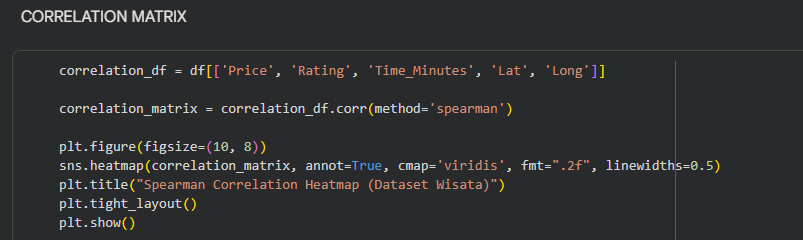 CORRELATION MATRIX
correlation_df = df[['Price', 'Rating', 'Time_Minutes', 'Lat', 'Long']]
correlation_matrix = correlation_df.corr(method='spearman')
plt.figure(figsize=(10, 8))
sns.heatmap(correlation_matrix, annot=True, cmap='viridis', fmt=".2f", linewidths=0.5)
plt.title("Spearman Correlation Heatmap (Dataset Wisata)")
plt.tight_layout()
plt.show()